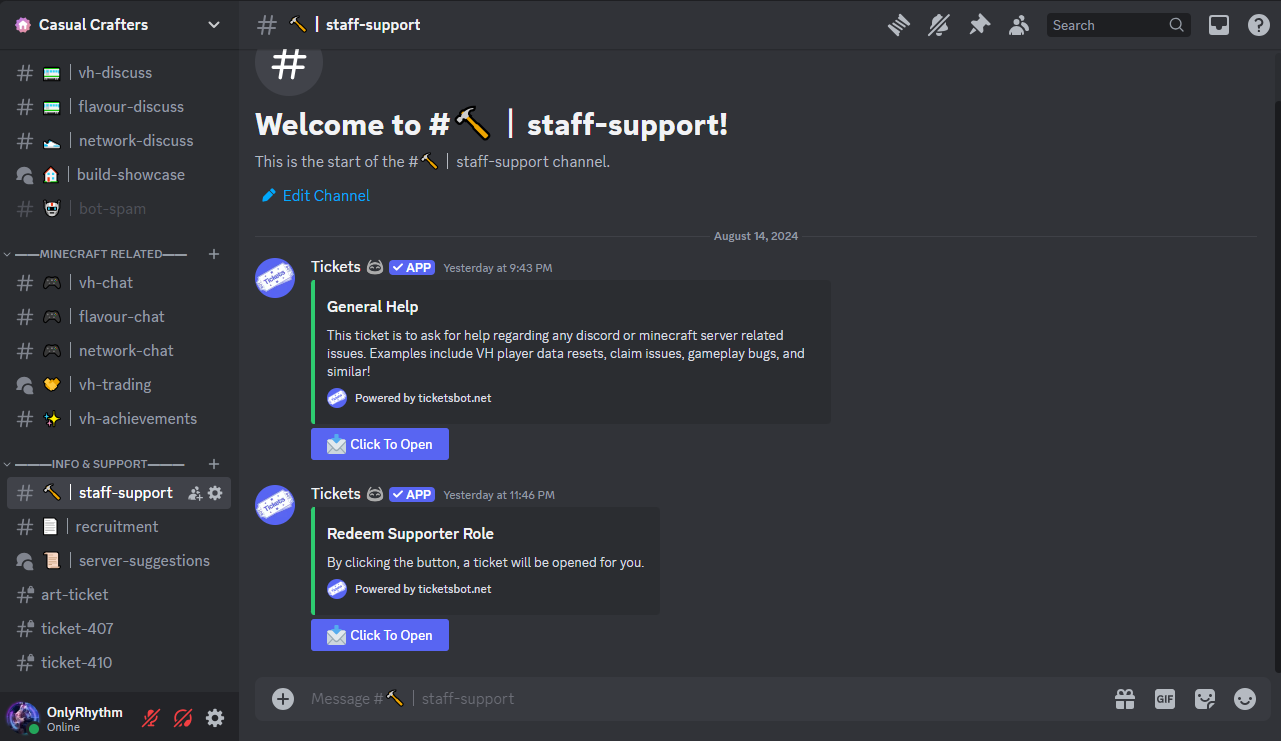 Casual Crafters
vh-discuss
flavour-discuss
network-discuss
build-showcase
bot-spam
———MINECRAFT RELATED———
vh-chat
flavour-chat
network-chat
vh-trading
vh-achievements
————INFO & SUPPORT————
staff-support
recruitment
server-suggestions
art-ticket
ticket-407
ticket-410
OnlyRhythm
Online
# 🔨 | staff-support
Search
Welcome to #🔨 | staff-support!
This is the start of the #🔨 | staff-support channel.
Edit Channel
August 14, 2024
Tickets APP Yesterday at 9:43 PM
General Help
This ticket is to ask for help regarding any discord or minecraft server related
issues. Examples include VH player data resets, claim issues, gameplay bugs, and
similar!
Tickets
Powered by ticketsbot.net
Click To Open
Tickets APP Yesterday at 11:46 PM
Redeem Supporter Role
By clicking the button, a ticket will be opened for you.
Tickets
Powered by ticketsbot.net
Click To Open
Message #🔨 | staff-support
GIF